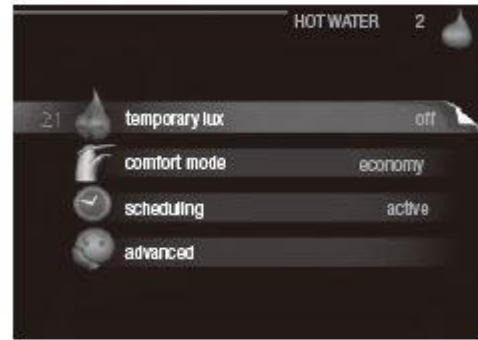 HOT WATER 2
2.1 temporary lux off
comfort mode economy
scheduling active
advanced